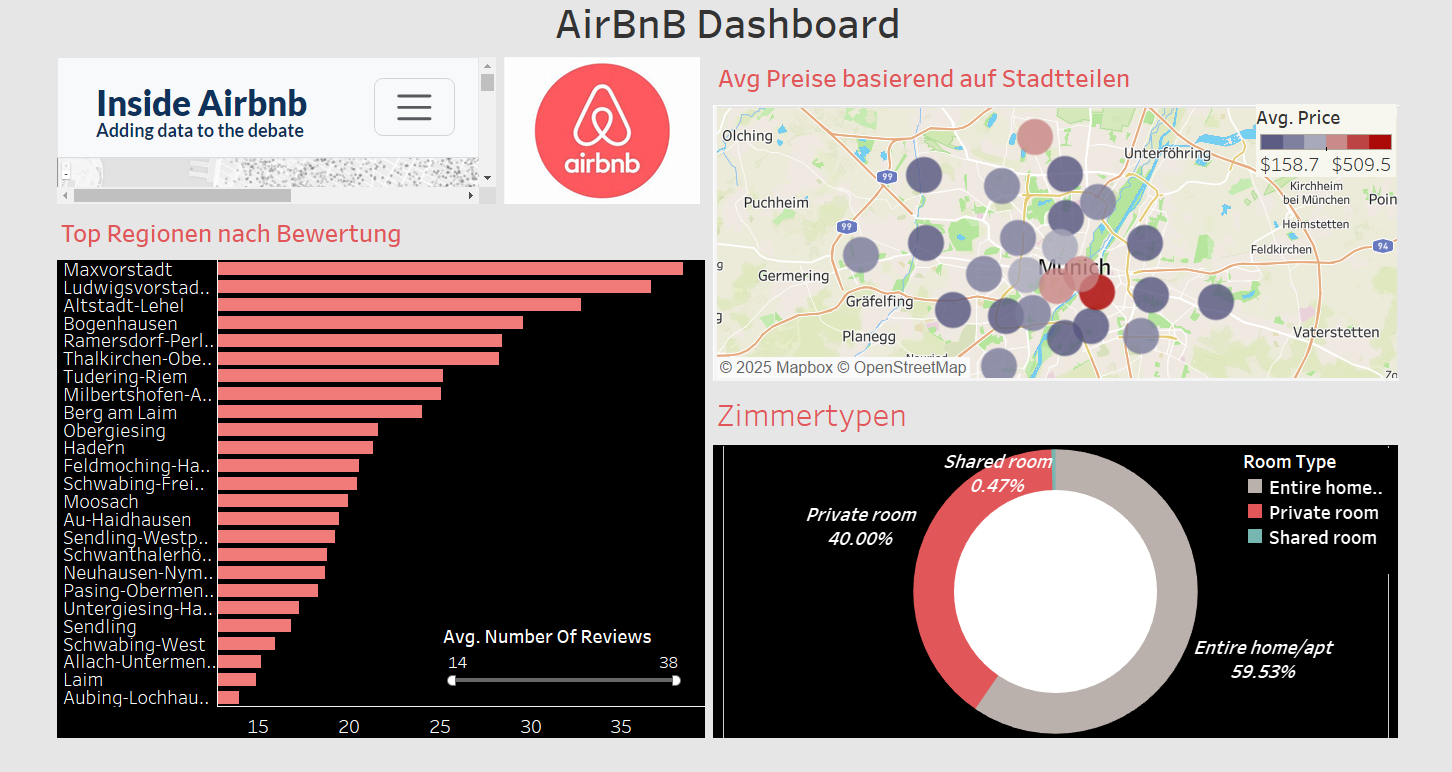 AirBnB Dashboard
Inside Airbnb
Adding data to the debate
airbnb
Top Regionen nach Bewertung
Maxvorstadt
Ludwigsvorstad..
Altstadt-Lehel
Bogenhausen
Ramersdorf-Perl..
Thalkirchen-Obe..
Tudering-Riem
Milbertshofen-A..
Berg am Laim
Obergiesing
Hadern
Feldmoching-Ha..
Schwabing-Frei..
Moosach
Au-Haidhausen
Sendling-Westp..
Schwanthalerhö..
Neuhausen-Nym..
Pasing-Obermen..
Untergiesing-Ha..
Sendling
Schwabing-West
Allach-Untermen..
Laim
Aubing-Lochhau..
Avg. Number Of Reviews
14 38
15 20 25 30 35
Avg Preise basierend auf Stadtteilen
Avg. Price
$158.7 $509.5
Olching
Unterföhring
99
Kirchheim
bei München
Puchheim
Poin
Heimstetten
99
94
Feldkirchen
Munich
Germering
Gräfelfing
Planegg
Vaterstetten
© 2025 Mapbox © OpenStreetMap
Zimmertypen
Shared room
0.47%
Private room
40.00%
Entire home/apt
59.53%
Room Type
Entire home..
Private room
Shared room